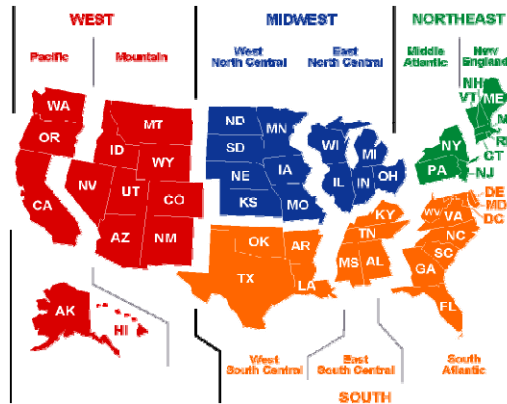 WEST
MIDWEST
NORTHEAST
Pacific
Mountain
West
North Central
East
North Central
Middle
Atlantic
New
England
WA
OR
CA
NV
ID
MT
WY
UT
CO
AZ
NM
AK
HI
ND
SD
NE
KS
MN
IA
MO
WI
MI
IL
IN
OH
NH
VT
ME
M
RI
CT
NY
NJ
PA
OK
TX
AR
LA
KY
TN
MS
AL
DE
MD
DC
WV
VA
NC
SC
GA
FL
West
South Central
East
South Central
South
Atlantic
SOUTH